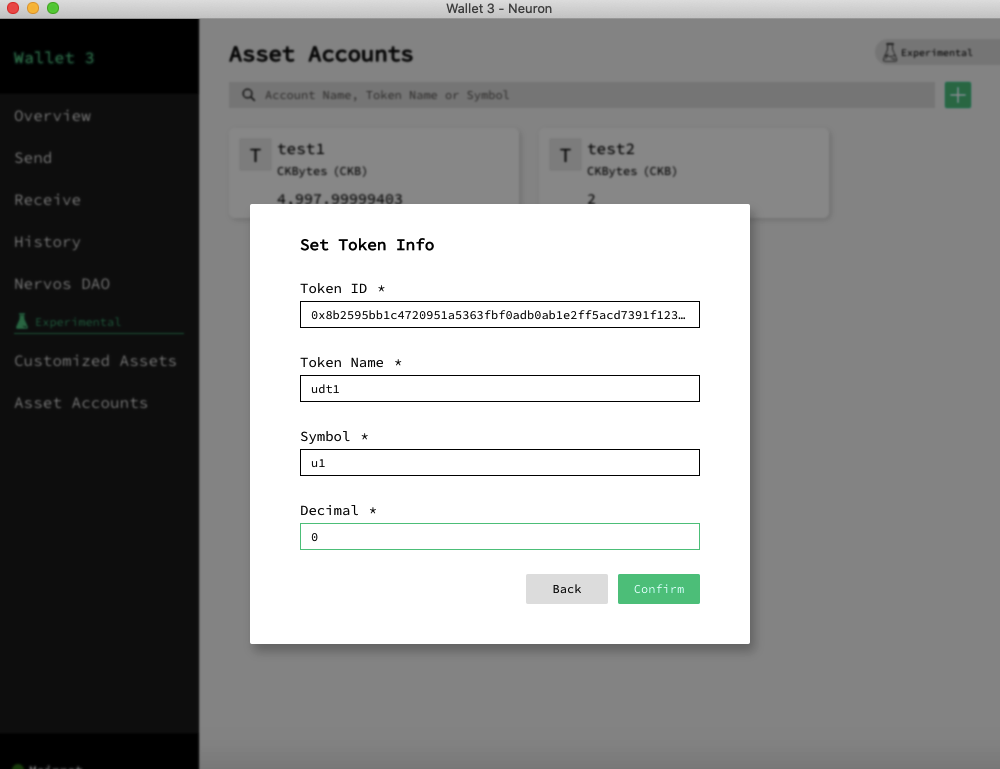 Wallet 3 - Neuron
Wallet 3
Overview
Send
Receive
History
Nervos DAO
Experimental
Customized Assets
Asset Accounts
Asset Accounts
Experimental
Account Name, Token Name or Symbol
T
test1
CKBytes (CKB)
4,997.99999403
T
test2
CKBytes (CKB)
2
Set Token Info
Token ID *
0x8b2595bb1c4720951a5363fbf0adb0ab1e2ff5acd7391f123…
Token Name *
udt1
Symbol *
u1
Decimal *
0
Back
Confirm